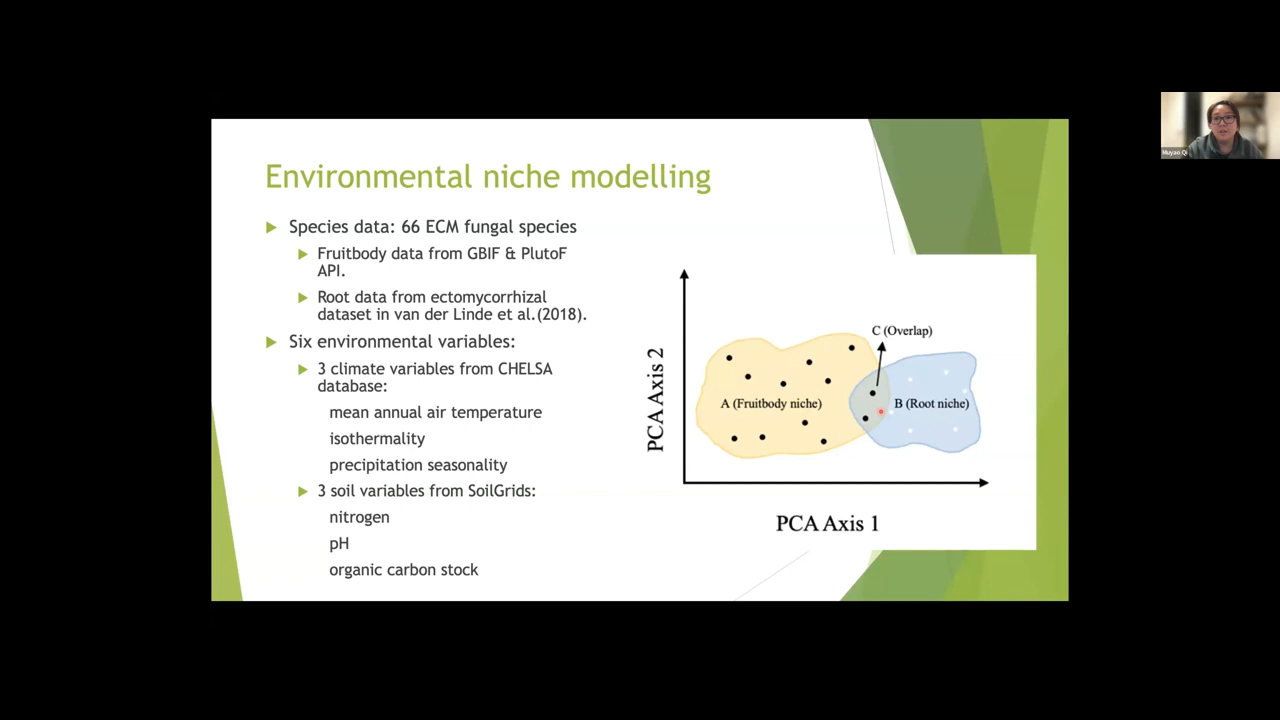 Environmental niche modelling
Species data: 66 ECM fungal species
Fruitbody data from GBIF & PlutoF
API.
Root data from ectomycorrhizal
dataset in van der Linde et al.(2018).
Six environmental variables:
3 climate variables from CHELSA
database:
mean annual air temperature
isothermality
precipitation seasonality
3 soil variables from SoilGrids:
nitrogen
pH
organic carbon stock
PCA Axis 2
C (Overlap)
A (Fruitbody niche)
B (Root niche)
PCA Axis 1
Muyao Qi